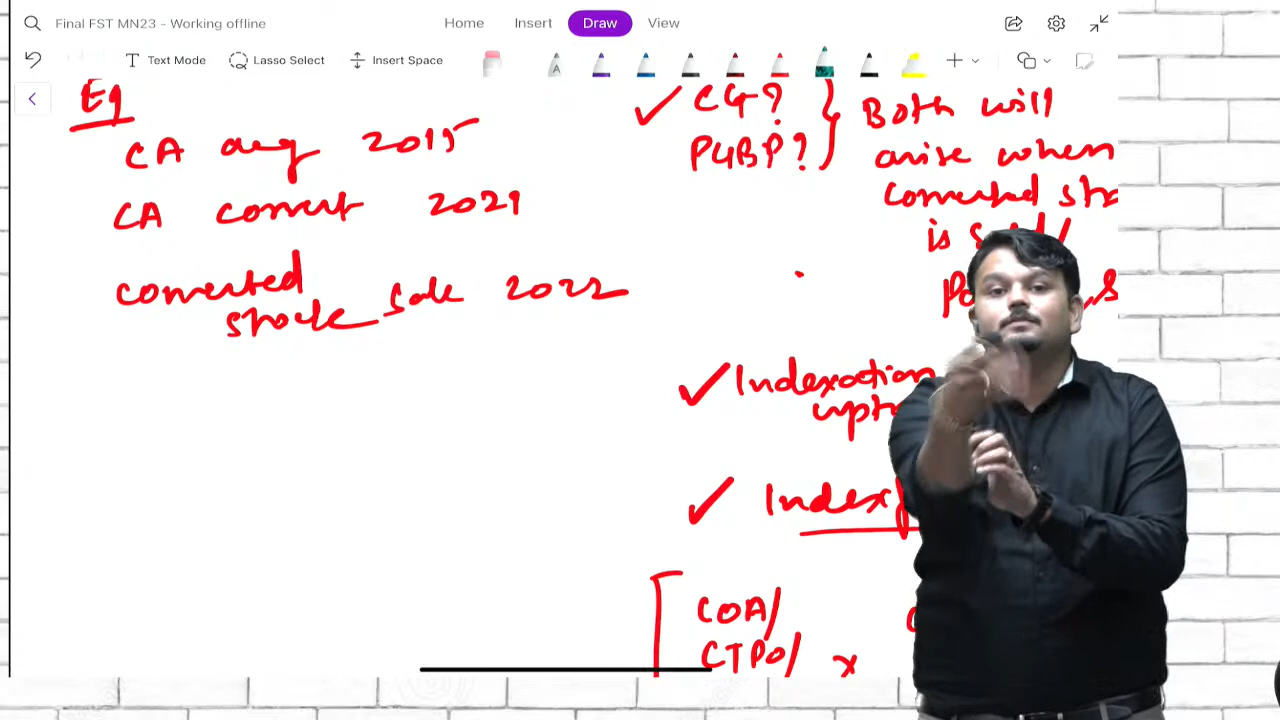 Final FST MN23 - Working offline
Home Insert Draw View
Text Mode Lasso Select Insert Space
Eg
CA acq 2015
CA convert 2021
converted
stock sale 2022
CG?
PGBP?
Both will
arise when
converted
is
Indexation
upto
Index
COA/
CTPO/ x